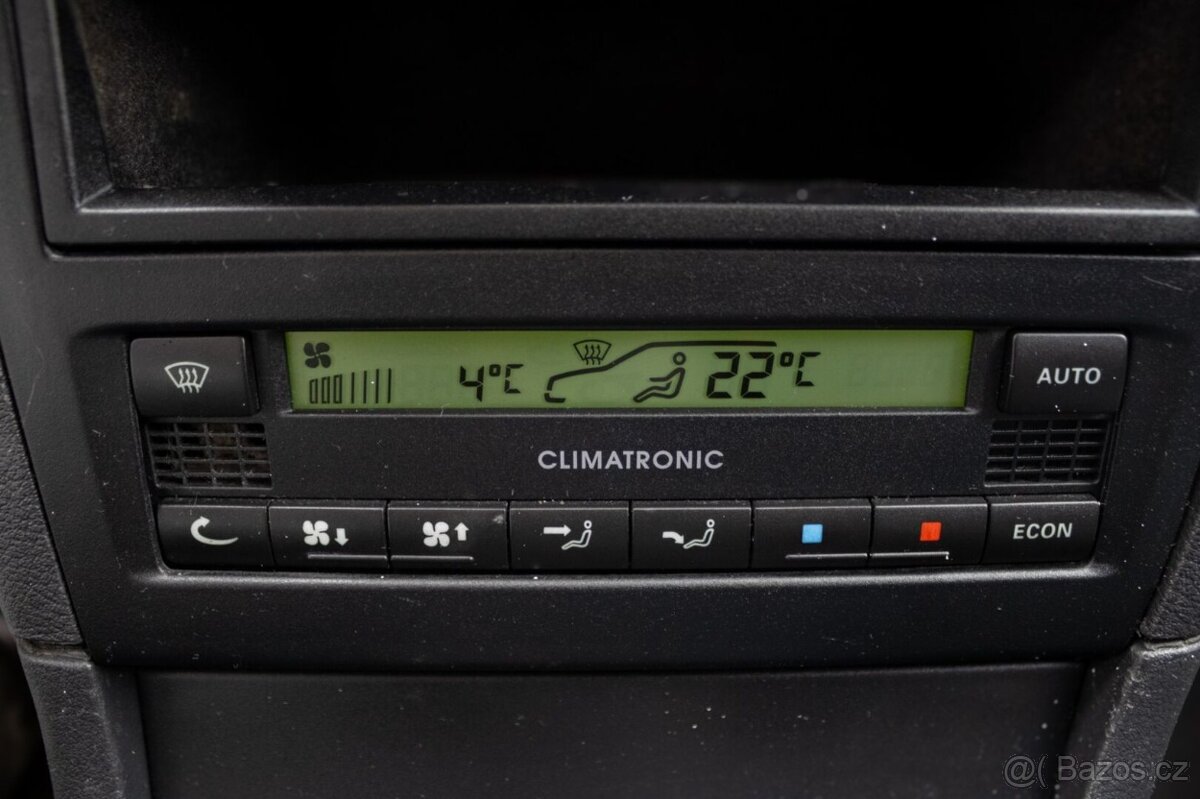 4°C 22°C
AUTO
CLIMATRONIC
ECON
@( Bazos.cz